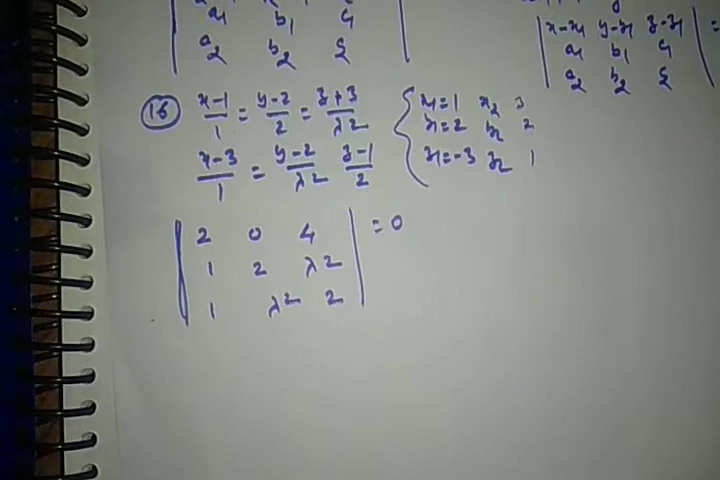 a₁ b₁ c₁
a₂ b₂ c₂
x-x₁ y-y₁ z-z₁
a₁ b₁ c₁
a₂ b₂ c₂
(16) (x-1)/1 = (y-2)/2 = (z+3)/λ²
(x-3)/1 = (y-2)/λ² (z-1)/2
{ x₁=1 x₂ 3
y₁=2 y₂ 2
z₁=-3 z₂ 1
| 2 0 4 | = 0
| 1 2 λ² |
| 1 λ² 2 |